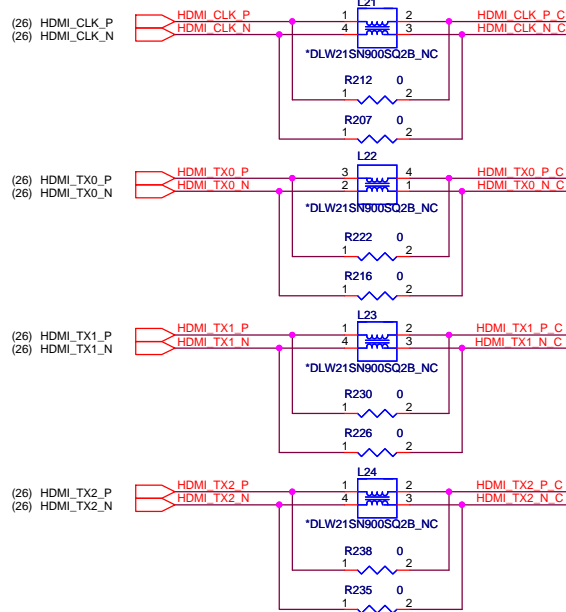 L21
(26) HDMI_CLK_P HDMI_CLK_P 1 2 HDMI_CLK_P_C
(26) HDMI_CLK_N HDMI_CLK_N 4 3 HDMI_CLK_N_C
*DLW21SN900SQ2B_NC
R212 0
1 2
R207 0
1 2
L22
(26) HDMI_TX0_P HDMI_TX0_P 3 4 HDMI_TX0_P_C
(26) HDMI_TX0_N HDMI_TX0_N 2 1 HDMI_TX0_N_C
*DLW21SN900SQ2B_NC
R222 0
1 2
R216 0
1 2
L23
(26) HDMI_TX1_P HDMI_TX1_P 1 2 HDMI_TX1_P_C
(26) HDMI_TX1_N HDMI_TX1_N 4 3 HDMI_TX1_N_C
*DLW21SN900SQ2B_NC
R230 0
1 2
R226 0
1 2
L24
(26) HDMI_TX2_P HDMI_TX2_P 1 2 HDMI_TX2_P_C
(26) HDMI_TX2_N HDMI_TX2_N 4 3 HDMI_TX2_N_C
*DLW21SN900SQ2B_NC
R238 0
1 2
R235 0
1 2